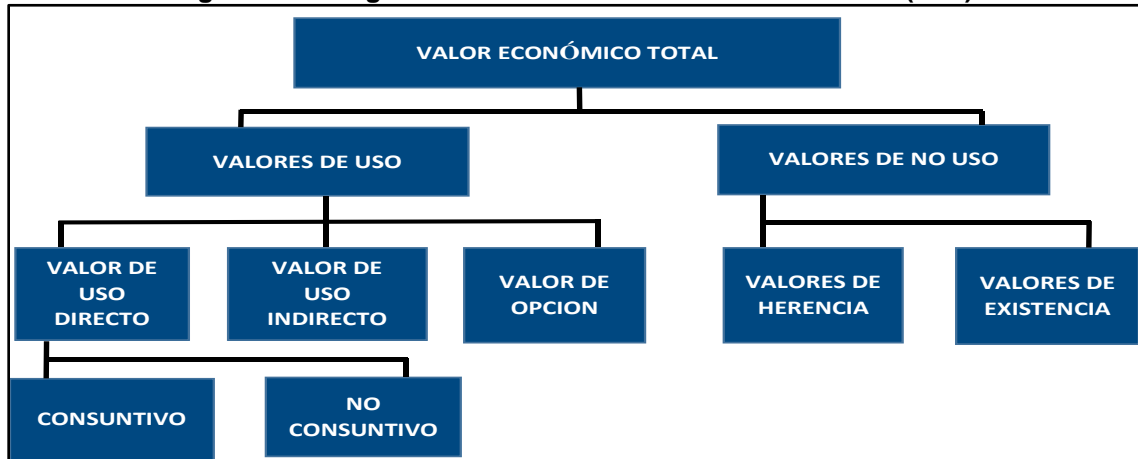 VALOR ECONÓMICO TOTAL
VALORES DE USO
VALORES DE NO USO
VALOR DE
USO
DIRECTO
VALOR DE
USO
INDIRECTO
VALOR DE
OPCION
VALORES DE
HERENCIA
VALORES DE
EXISTENCIA
CONSUNTIVO
NO
CONSUNTIVO